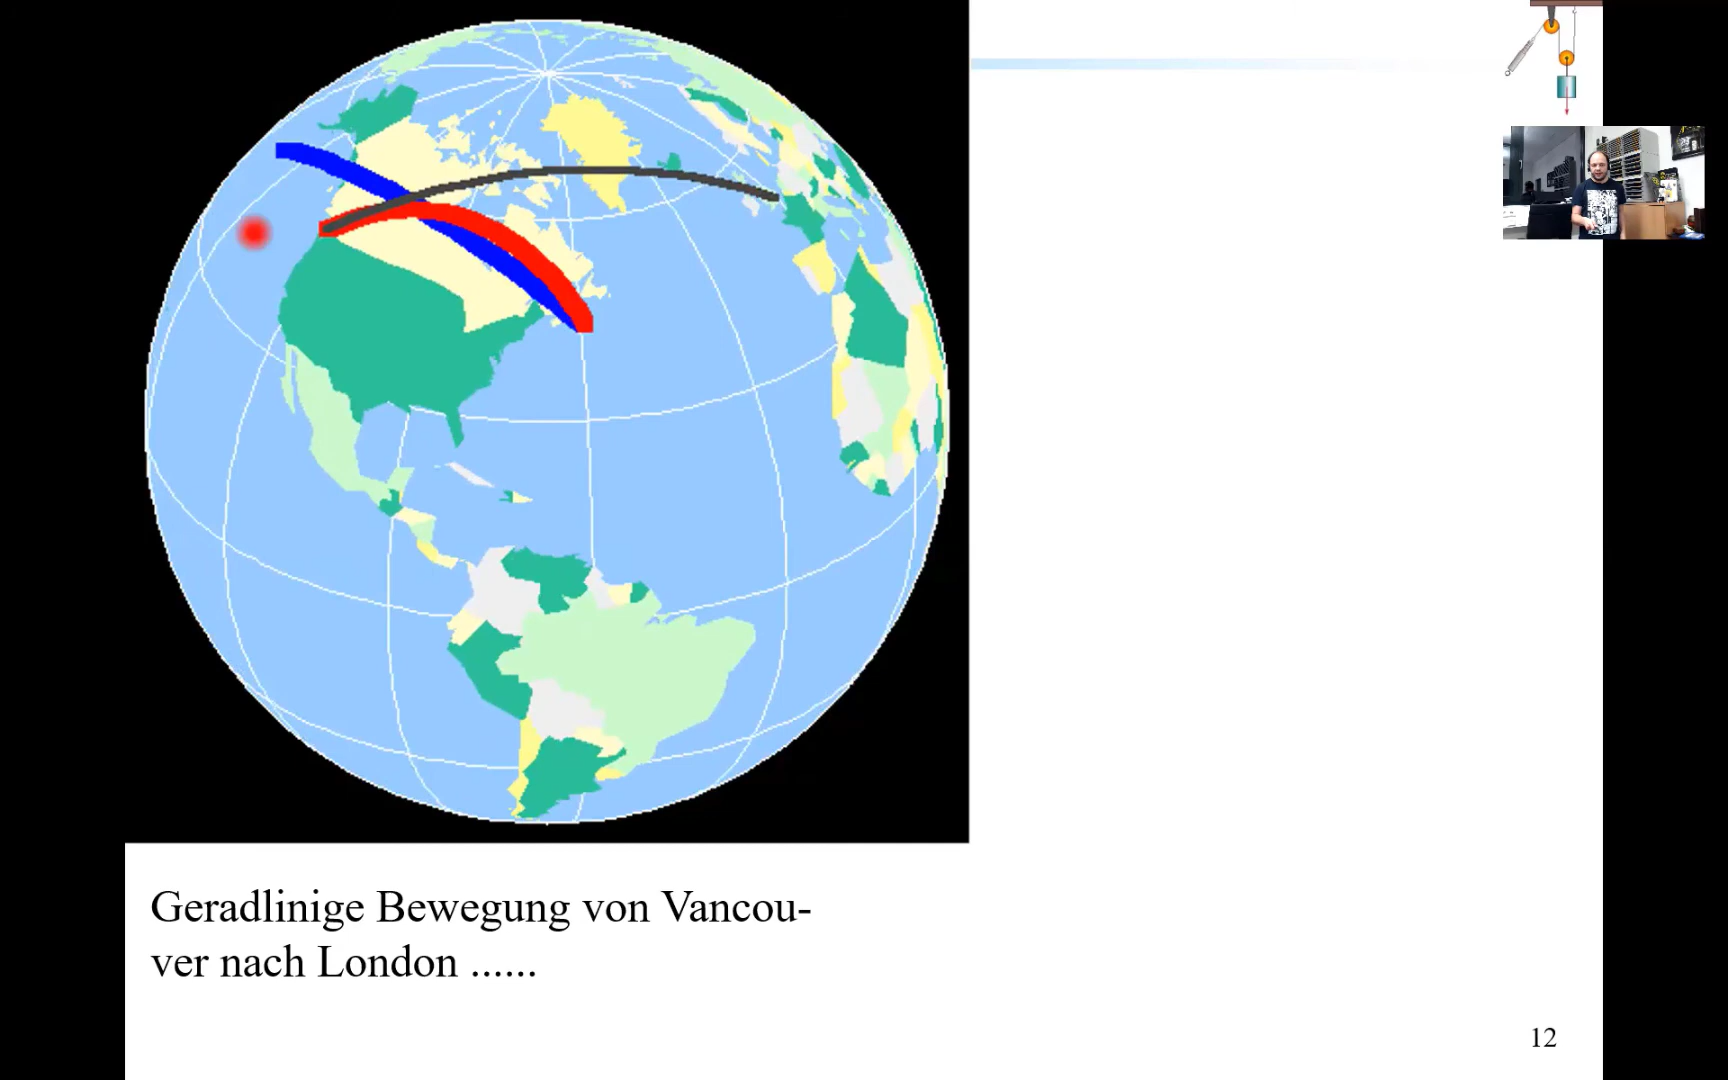 Geradlinige Bewegung von Vancou-
ver nach London ......
12